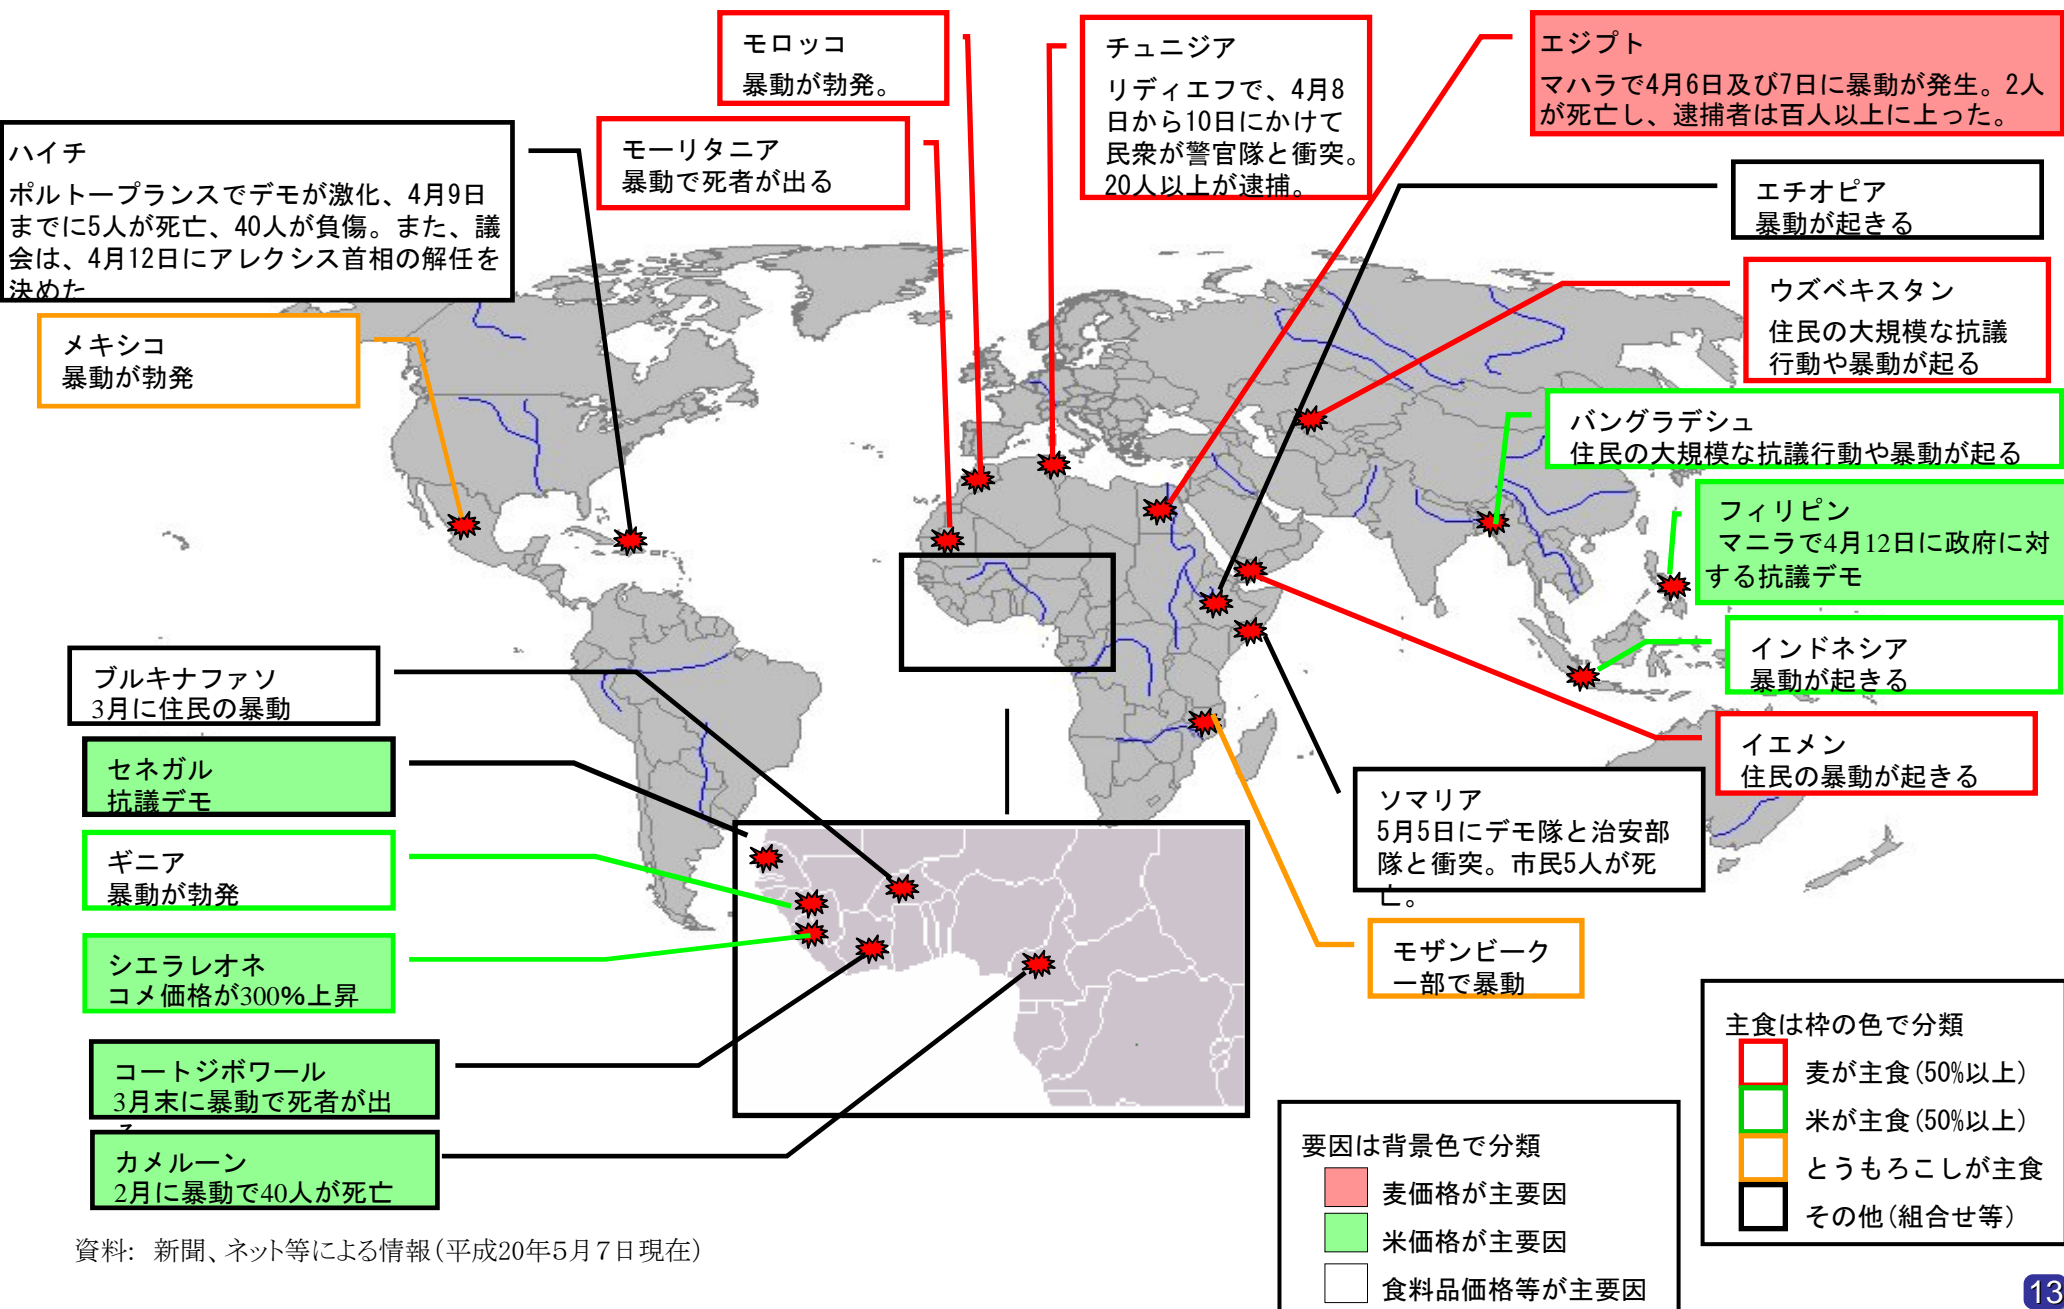 モロッコ
暴動が勃発。
チュニジア
リディエフで、4月8
日から10日にかけて
民衆が警官隊と衝突。
20人以上が逮捕。
エジプト
マハラで4月6日及び7日に暴動が発生。2人
が死亡し、逮捕者は百人以上に上った。
ハイチ
ポルトープランスでデモが激化、4月9日
までに5人が死亡、40人が負傷。また、議
会は、4月12日にアレクシス首相の解任を
決めた
モーリタニア
暴動で死者が出る
エチオピア
暴動が起きる
ウズベキスタン
住民の大規模な抗議
行動や暴動が起る
メキシコ
暴動が勃発
バングラデシュ
住民の大規模な抗議行動や暴動が起る
フィリピン
マニラで4月12日に政府に対
する抗議デモ
インドネシア
暴動が起きる
イエメン
住民の暴動が起きる
ブルキナファソ
3月に住民の暴動
セネガル
抗議デモ
ギニア
暴動が勃発
シエラレオネ
コメ価格が300%上昇
コートジボワール
3月末に暴動で死者が出
カメルーン
2月に暴動で40人が死亡
ソマリア
5月5日にデモ隊と治安部
隊と衝突。市民5人が死
亡。
モザンビーク
一部で暴動
主食は枠の色で分類
麦が主食(50%以上)
米が主食(50%以上)
とうもろこしが主食
その他(組合せ等)
要因は背景色で分類
麦価格が主要因
米価格が主要因
食料品価格等が主要因
資料: 新聞、ネット等による情報(平成20年5月7日現在)
13